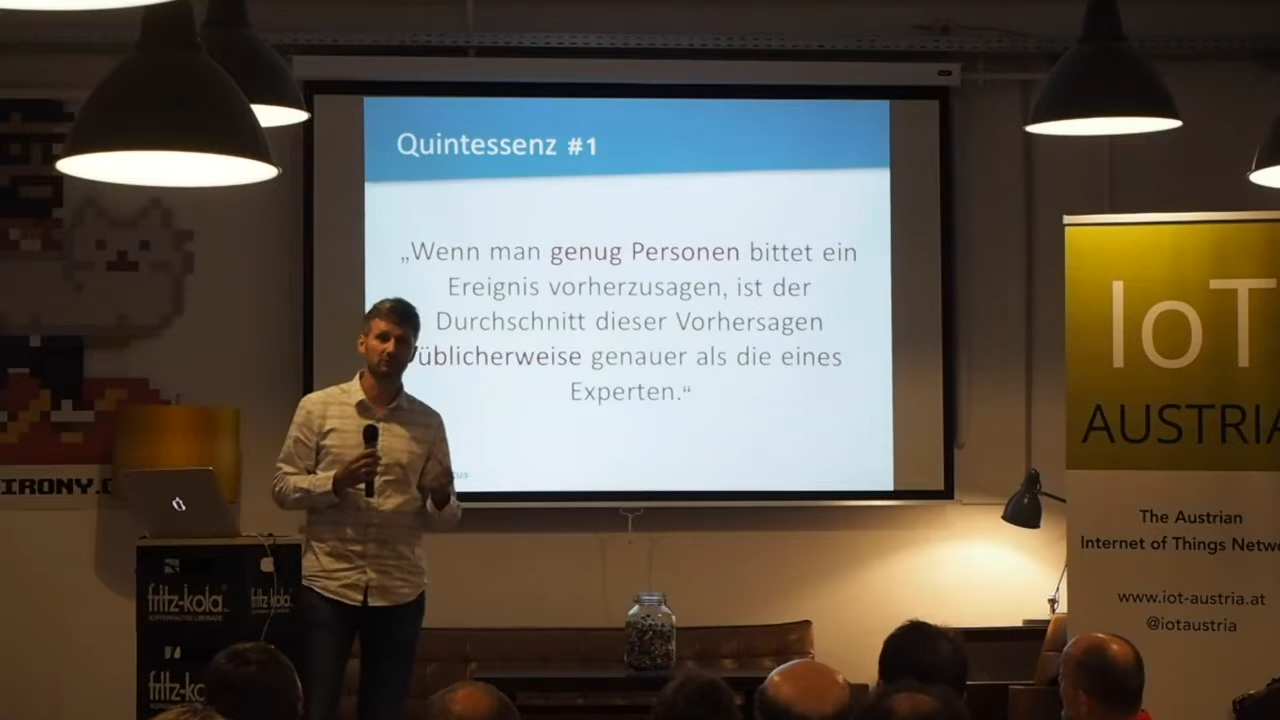 Quintessenz #1
„Wenn man genug Personen bittet ein
Ereignis vorherzusagen, ist der
Durchschnitt dieser Vorhersagen
üblicherweise genauer als die eines
Experten.“
IoT
AUSTRIA
The Austrian
Internet of Things Netw
www.iot-austria.at
@iotaustria
IRONY.
fritz-kola
fritz-kola
fritz-kc